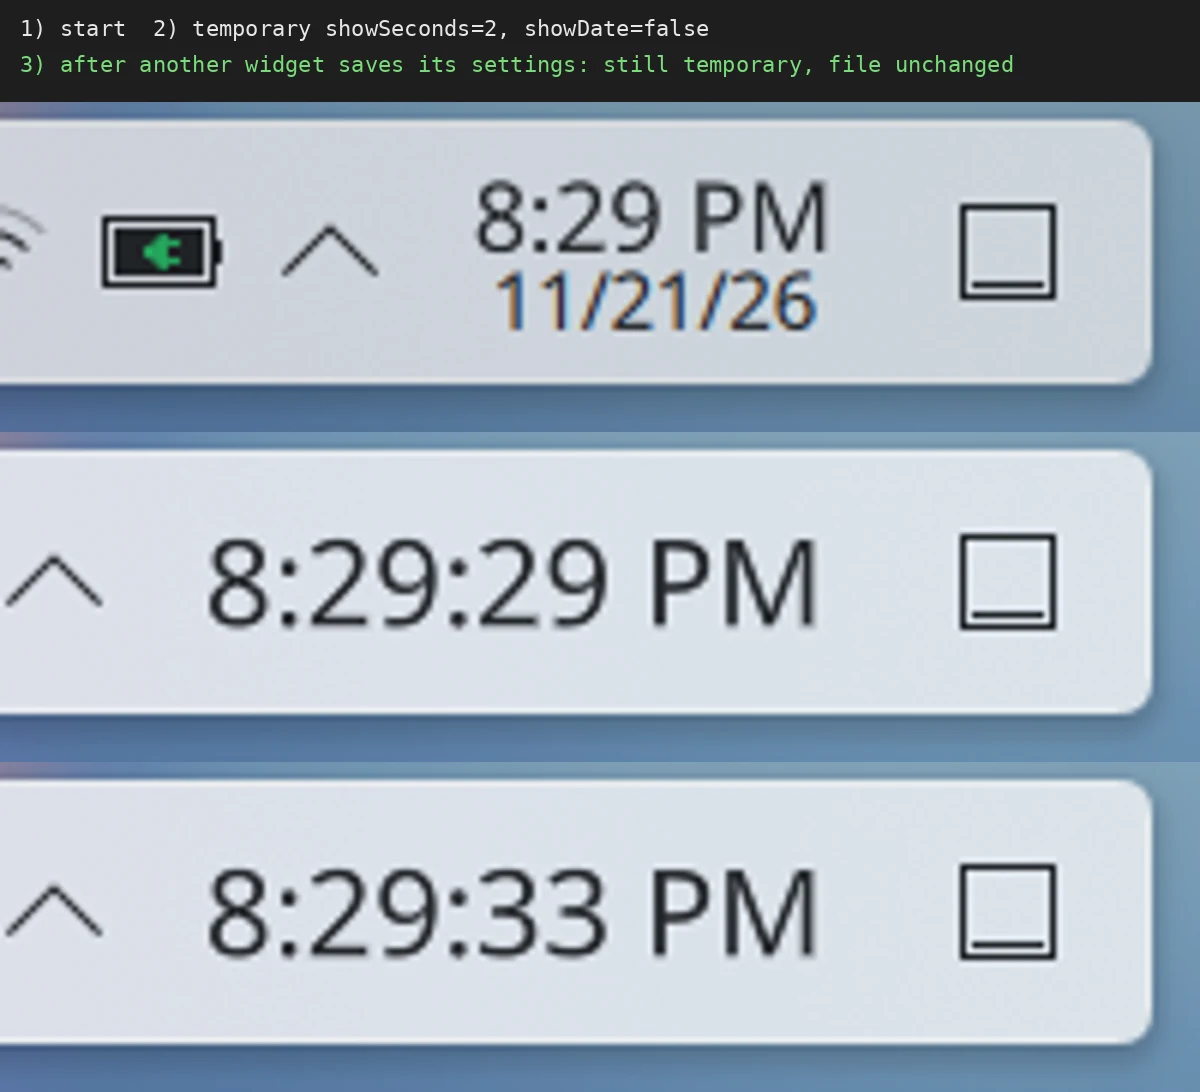 1) start  2) temporary showSeconds=2, showDate=false
3) after another widget saves its settings: still temporary, file unchanged
8:29 PM
11/21/26
8:29:29 PM
8:29:33 PM